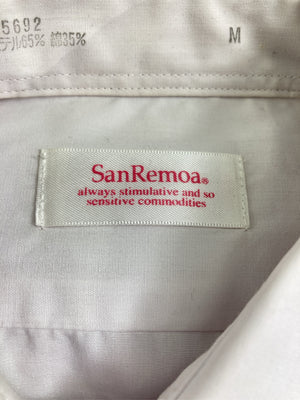 5692
テル65% 綿35%
M
SanRemoa®
always stimulative and so
sensitive commodities